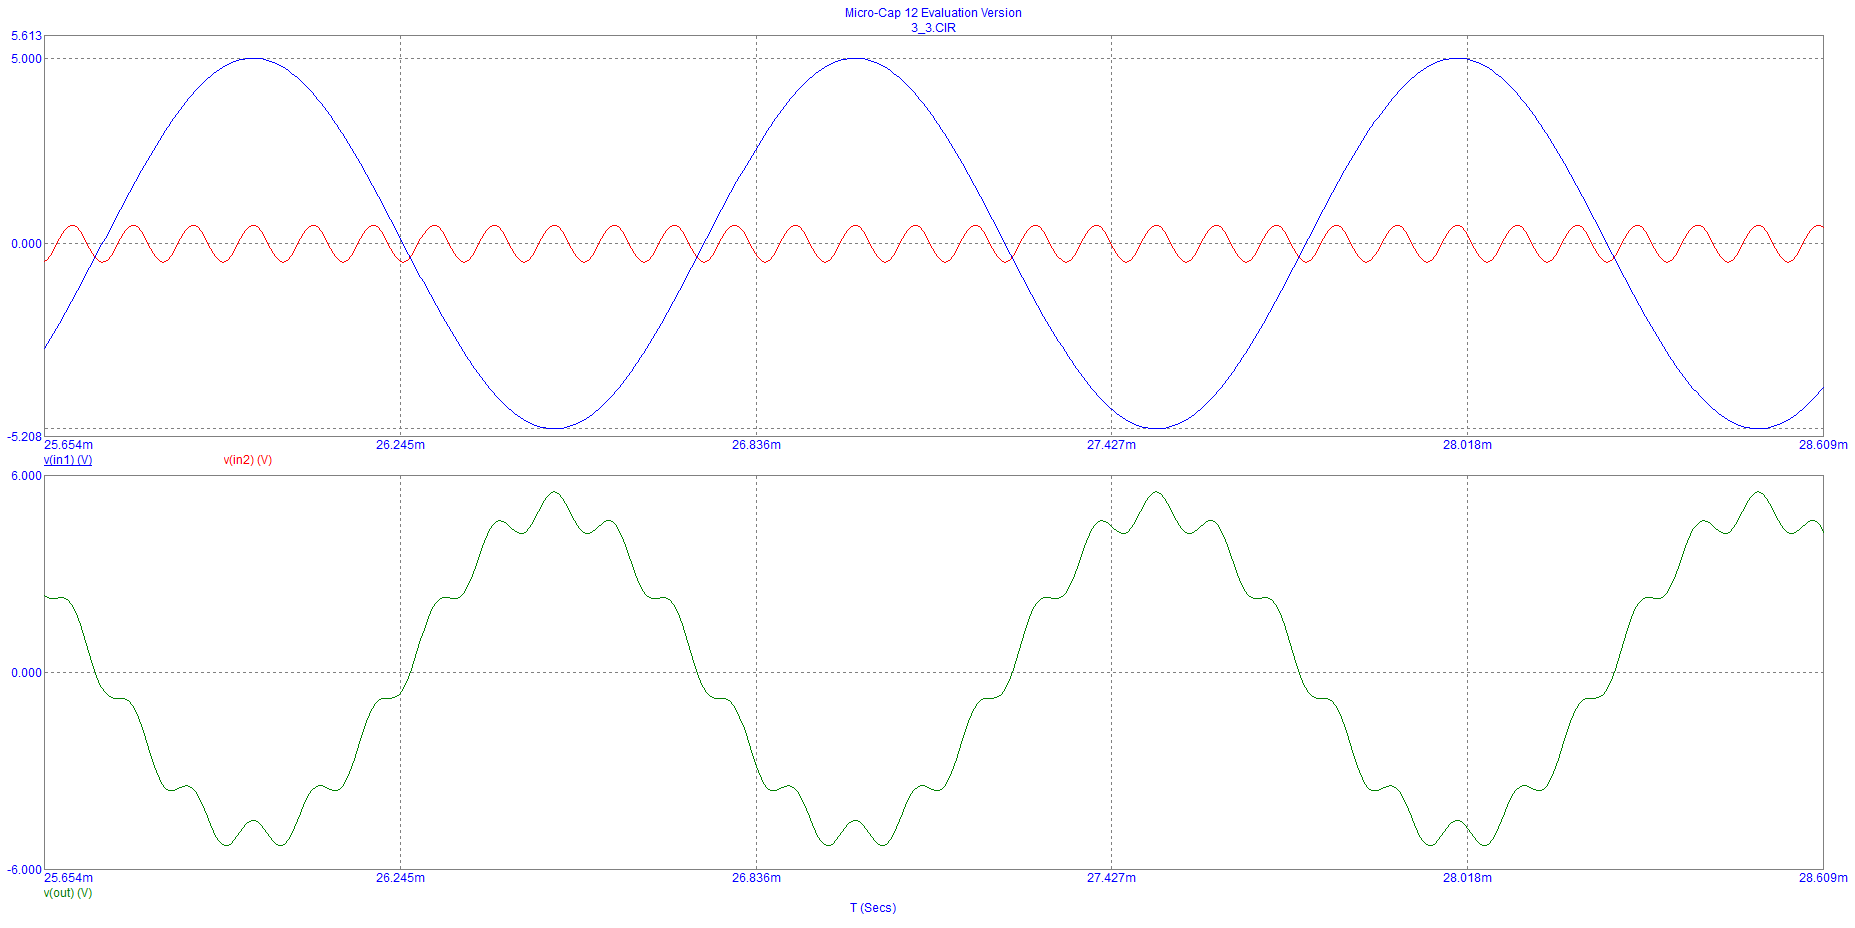 Micro-Cap 12 Evaluation Version
3_3.CIR
5.613
5.000
0.000
-5.208
25.654m 26.245m 26.836m 27.427m 28.018m 28.609m
v(in1) (V) v(in2) (V)
6.000
0.000
-6.000
25.654m 26.245m 26.836m 27.427m 28.018m 28.609m
v(out) (V)
T (Secs)